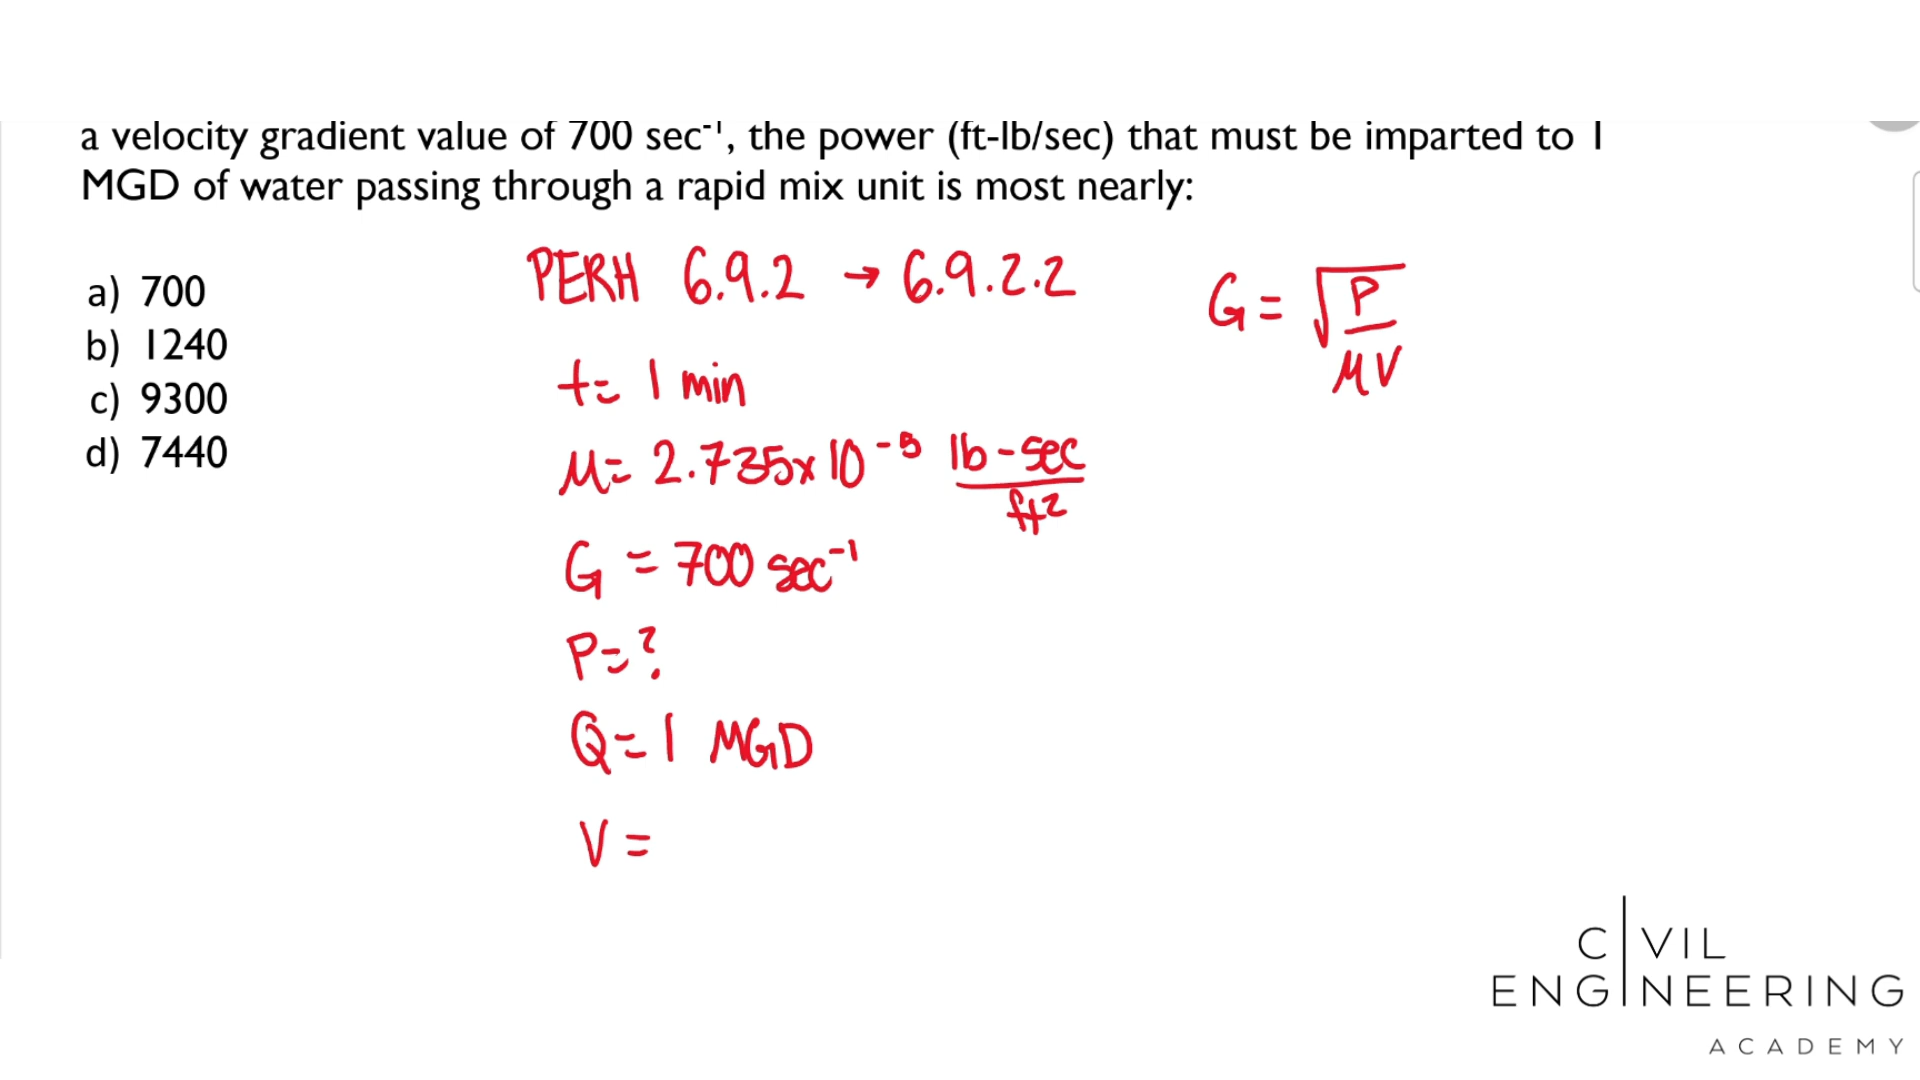 a velocity gradient value of 700 sec⁻¹, the power (ft-lb/sec) that must be imparted to 1
MGD of water passing through a rapid mix unit is most nearly:
a) 700
b) 1240
c) 9300
d) 7440
PERH 6.9.2 → 6.9.2.2
G = √P/μV
t = 1 min
μ = 2.735x10⁻⁵ lb-sec/ft²
G = 700 sec⁻¹
P = ?
Q = 1 MGD
V =
CIVIL
ENGINEERING
ACADEMY